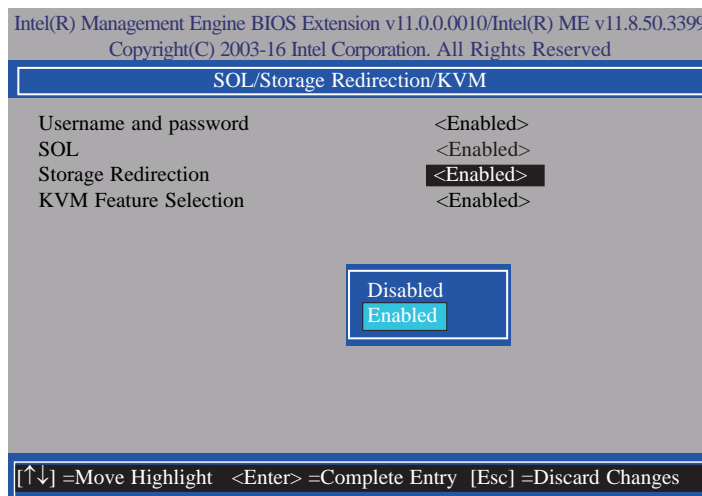 Intel(R) Management Engine BIOS Extension v11.0.0.0010/Intel(R) ME v11.8.50.3399
Copyright(C) 2003-16 Intel Corporation. All Rights Reserved
SOL/Storage Redirection/KVM
Username and password <Enabled>
SOL <Enabled>
Storage Redirection <Enabled>
KVM Feature Selection <Enabled>
Disabled
Enabled
[↑↓] =Move Highlight <Enter> =Complete Entry [Esc] =Discard Changes